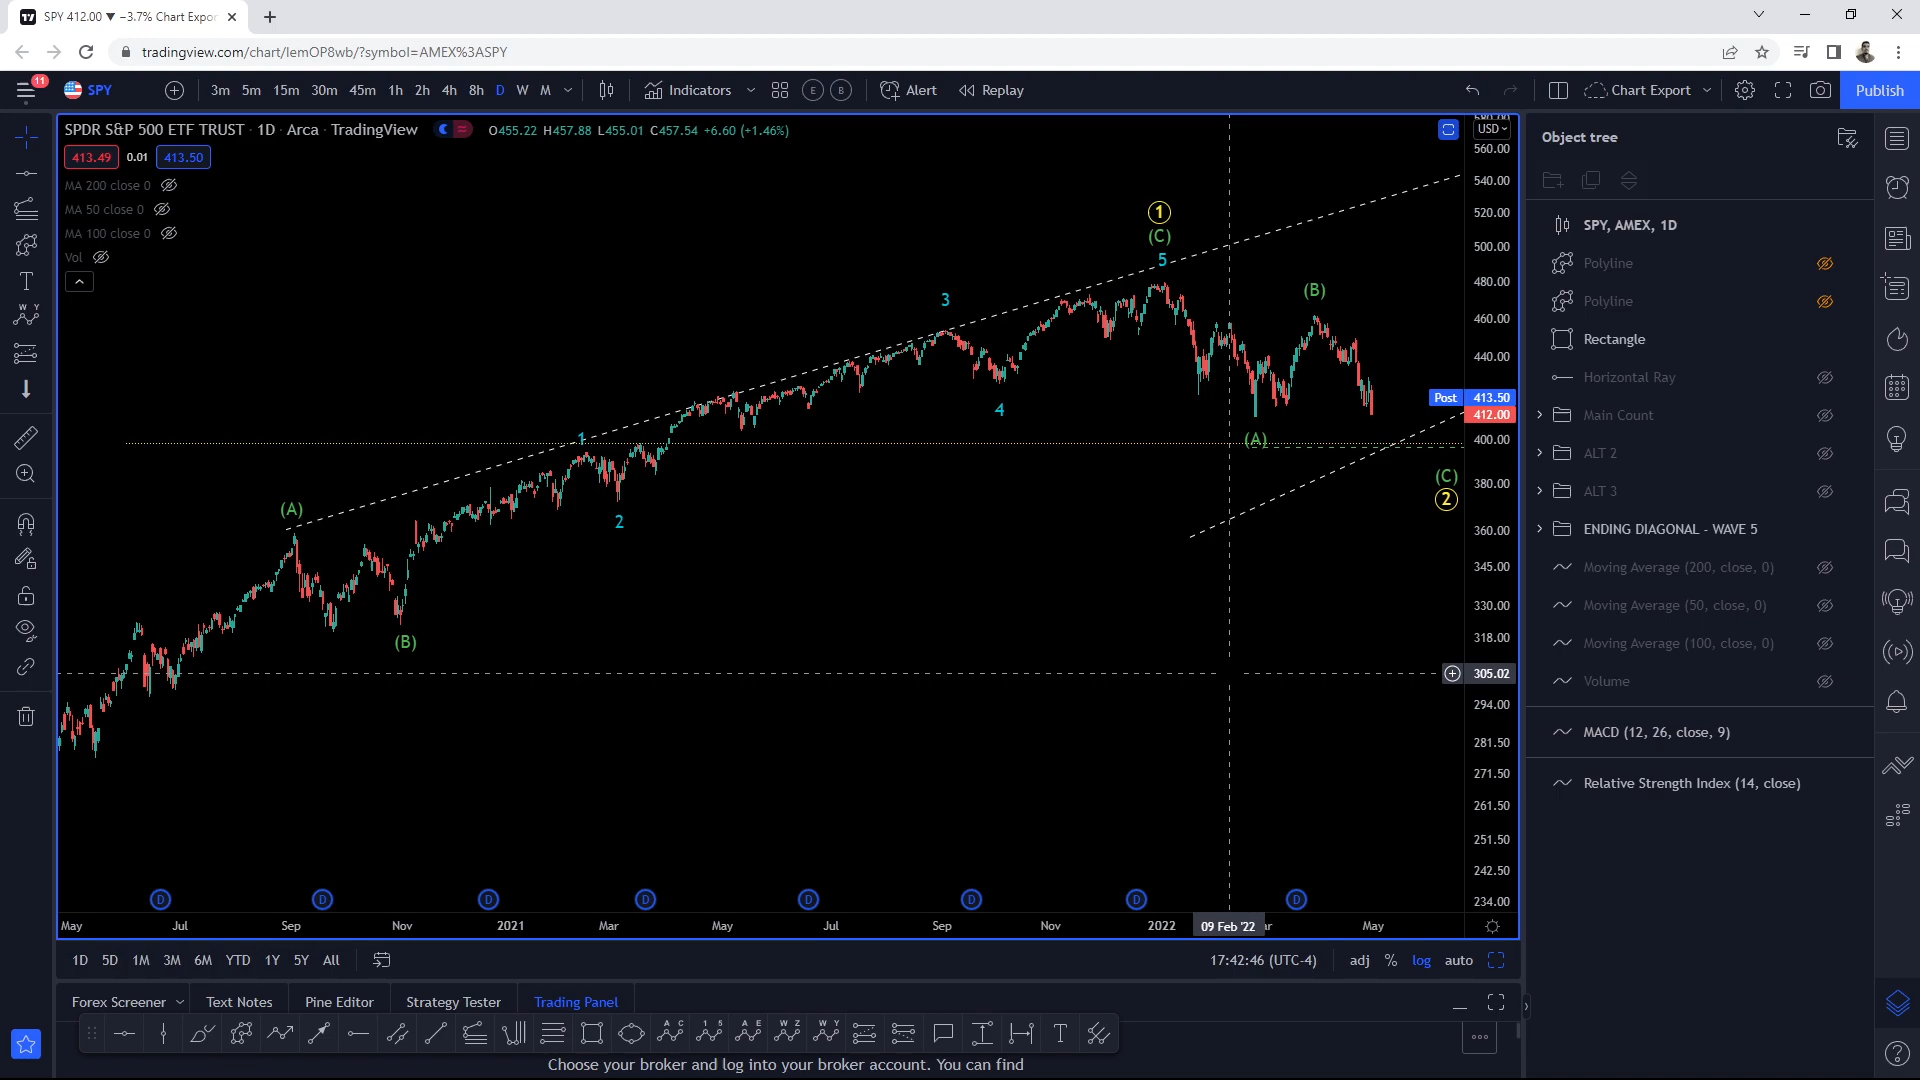 SPY 412.00 ▼ −3.7% Chart Expor
tradingview.com/chart/lemOP8wb/?symbol=AMEX%3ASPY
11
SPY 3m 5m 15m 30m 45m 1h 2h 4h 8h D W M Indicators E B Alert Replay Chart Export Publish
SPDR S&P 500 ETF TRUST · 1D · Arca · TradingView O455.22 H457.88 L455.01 C457.54 +6.60 (+1.46%)
413.49 0.01 413.50
MA 200 close 0
MA 50 close 0
MA 100 close 0
Vol
USD
560.00
540.00
520.00
500.00
480.00
460.00
440.00
Post 413.50
412.00
400.00
380.00
360.00
345.00
330.00
318.00
305.02
294.00
281.50
271.50
261.50
251.50
242.50
234.00
1
(C)
5
3
(B)
4
1
(A)
(C)
2
(A)
2
(B)
D D D D D D D D
May Jul Sep Nov 2021 Mar May Jul Sep Nov 2022 09 Feb '22 ar May
1D 5D 1M 3M 6M YTD 1Y 5Y All 17:42:46 (UTC-4) adj % log auto
Forex Screener Text Notes Pine Editor Strategy Tester Trading Panel
Choose your broker and log into your broker account. You can find
Object tree
SPY, AMEX, 1D
Polyline
Polyline
Rectangle
Horizontal Ray
Main Count
ALT 2
ALT 3
ENDING DIAGONAL - WAVE 5
Moving Average (200, close, 0)
Moving Average (50, close, 0)
Moving Average (100, close, 0)
Volume
MACD (12, 26, close, 9)
Relative Strength Index (14, close)